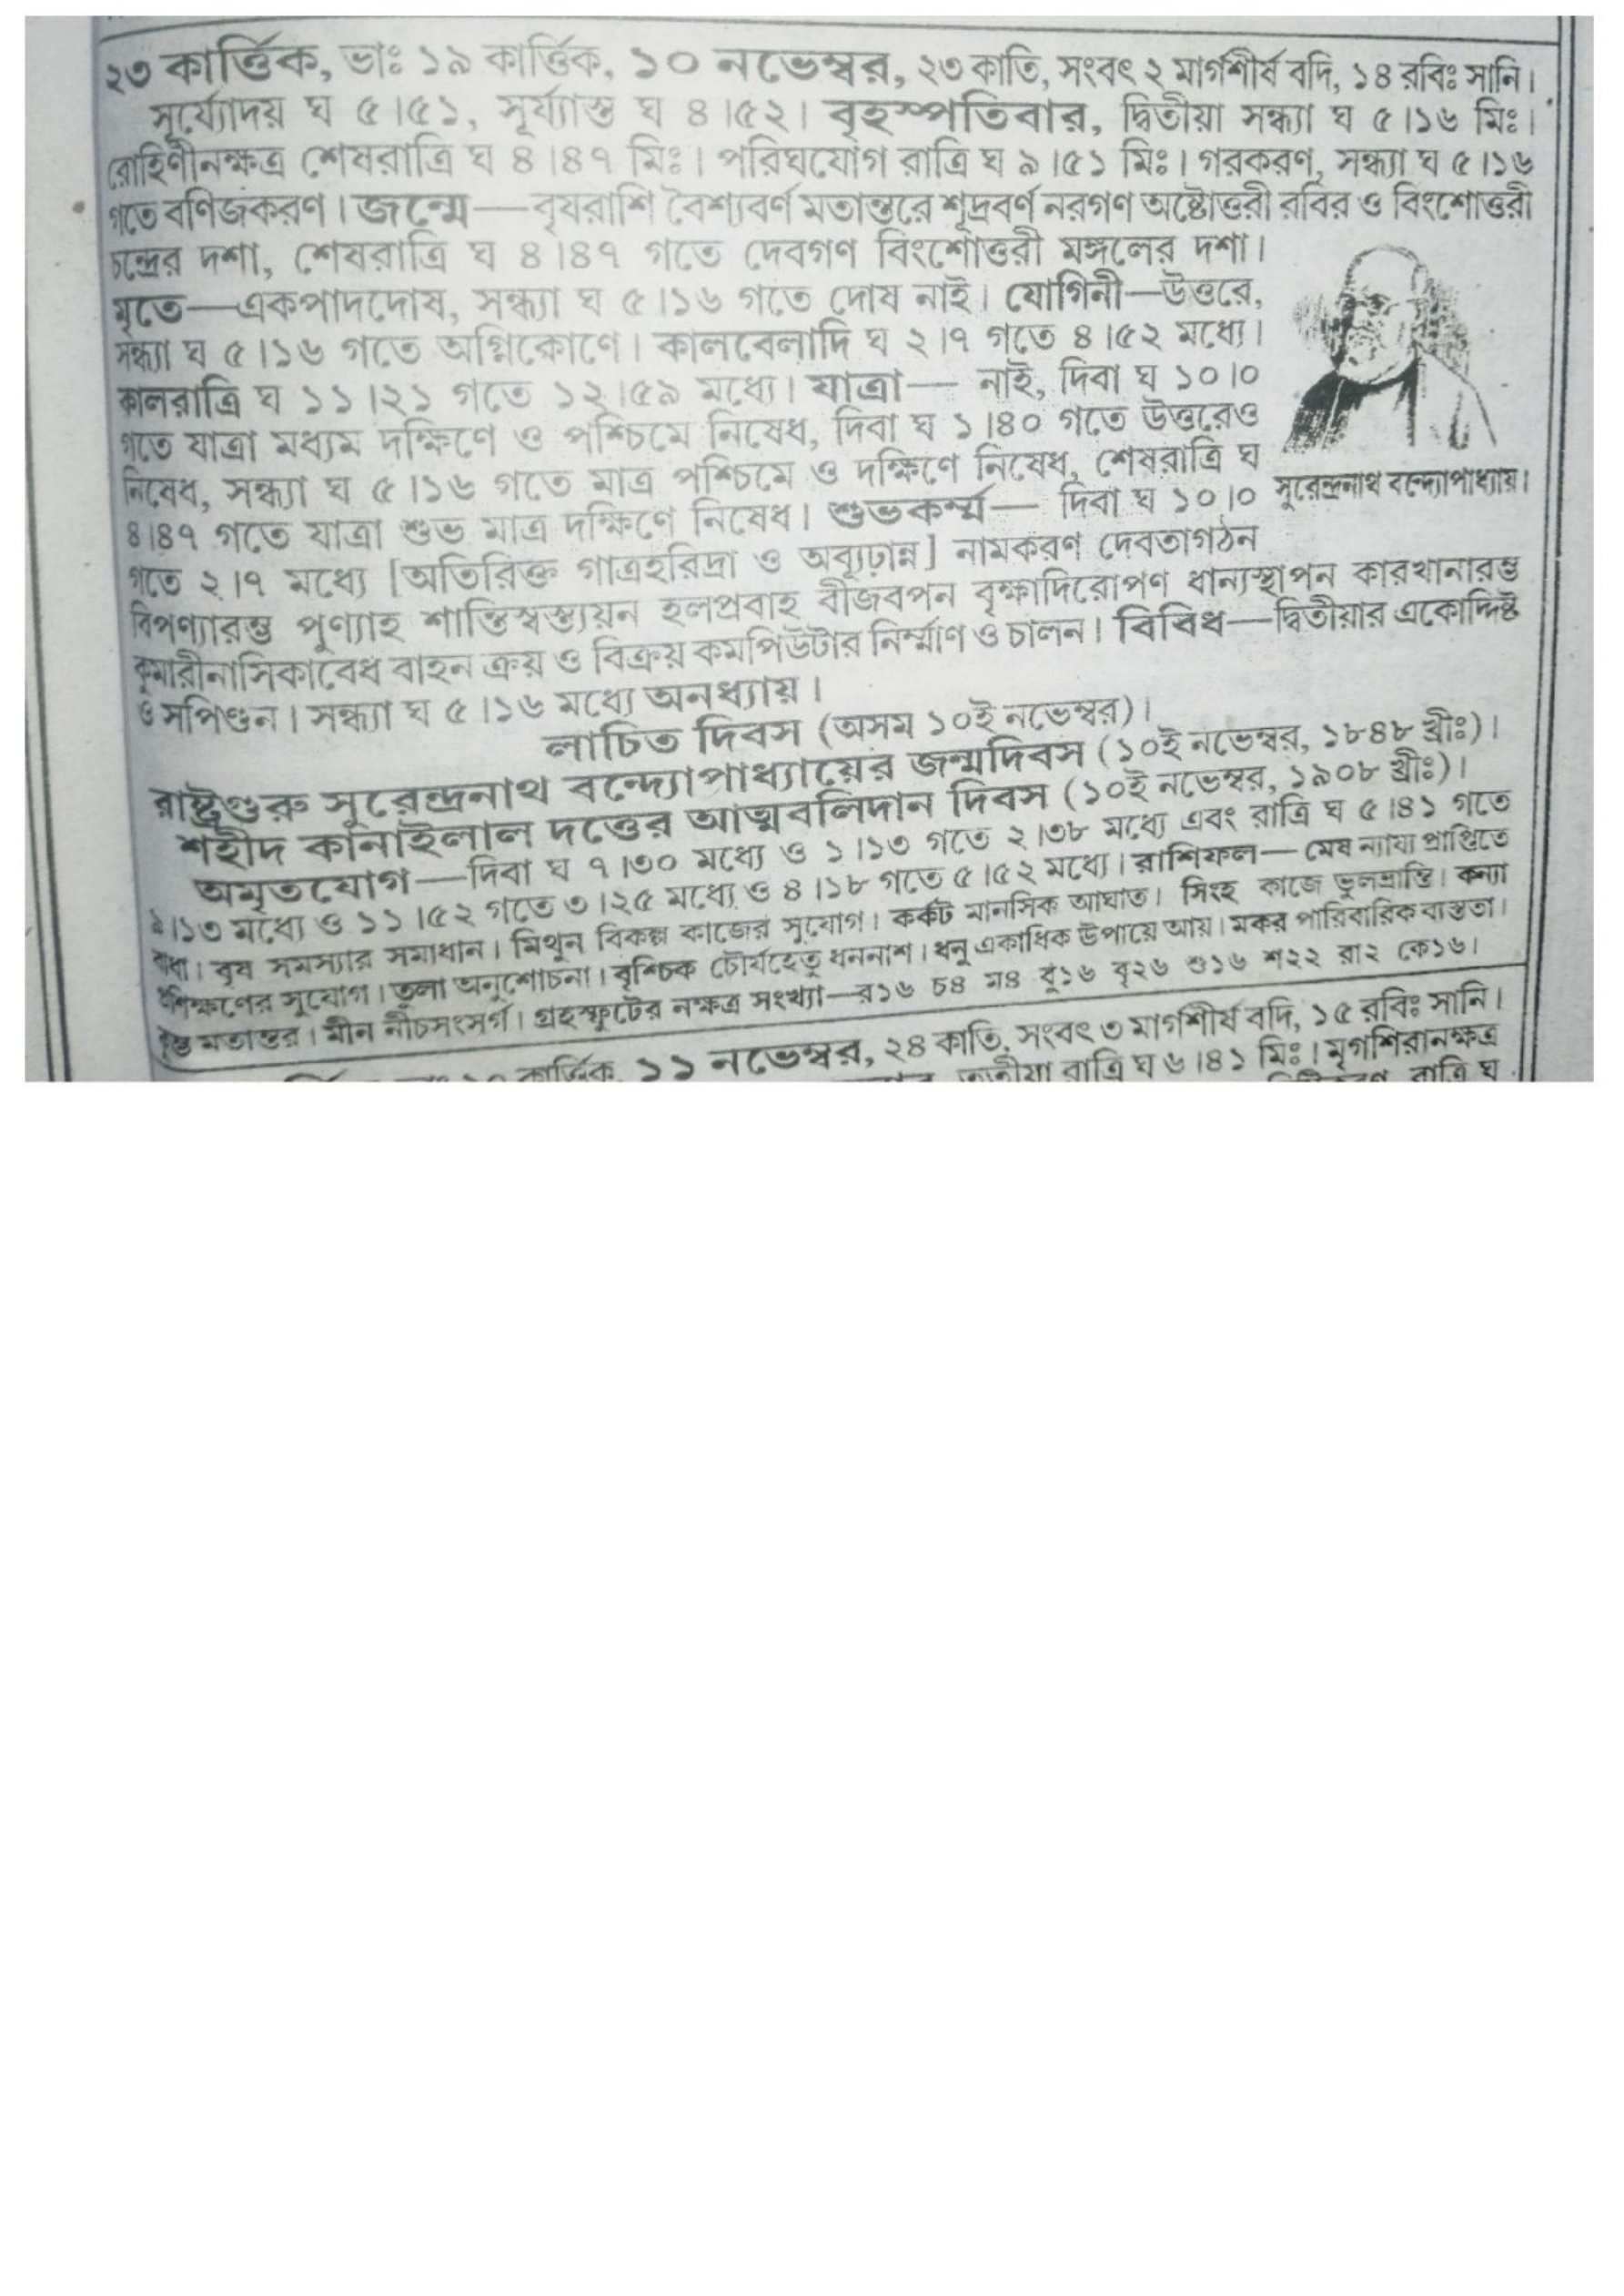 ২৩ কার্ত্তিক, ভাঃ ১৯ কার্ত্তিক, ১০ নভেম্বর, ২৩ কাতি, সংবৎ ২ মার্গশীর্ষ বদি, ১৪ রবিঃ সানি।
সূর্য্যোদয় ঘ ৫।৫১, সূর্য্যাস্ত ঘ ৪।৫২। বৃহস্পতিবার, দ্বিতীয়া সন্ধ্যা ঘ ৫।১৬ মিঃ।
রোহিণীনক্ষত্র শেষরাত্রি ঘ ৪।৪৭ মিঃ। পরিঘযোগ রাত্রি ঘ ৯।৫১ মিঃ। গরকরণ, সন্ধ্যা ঘ ৫।১৬
গতে বণিজকরণ। জন্মে—বৃষরাশি বৈশ্যবর্ণ মতান্তরে শূদ্রবর্ণ নরগণ অষ্টোত্তরী রবির ও বিংশোত্তরী
চন্দ্রের দশা, শেষরাত্রি ঘ ৪।৪৭ গতে দেবগণ বিংশোত্তরী মঙ্গলের দশা।
মৃতে—একপাদদোষ, সন্ধ্যা ঘ ৫।১৬ গতে দোষ নাই। যোগিনী—উত্তরে,
সন্ধ্যা ঘ ৫।১৬ গতে অগ্নিকোণে। কালবেলাদি ঘ ২।৭ গতে ৪।৫২ মধ্যে।
কালরাত্রি ঘ ১১।২১ গতে ১২।৫৯ মধ্যে। যাত্রা— নাই, দিবা ঘ ১০।০
গতে যাত্রা মধ্যম দক্ষিণে ও পশ্চিমে নিষেধ, দিবা ঘ ১।৪০ গতে উত্তরেও
নিষেধ, সন্ধ্যা ঘ ৫।১৬ গতে মাত্র পশ্চিমে ও দক্ষিণে নিষেধ, শেষরাত্রি ঘ
৪।৪৭ গতে যাত্রা শুভ মাত্র দক্ষিণে নিষেধ। শুভকর্ম্ম— দিবা ঘ ১০।০
সুরেন্দ্রনাথ বন্দ্যোপাধ্যায়।
গতে ২।৭ মধ্যে [অতিরিক্ত গাত্রহরিদ্রা ও অব্যূঢ়ান্ন] নামকরণ দেবতাগঠন
বিপণ্যারম্ভ পুণ্যাহ শান্তিস্বস্ত্যয়ন হলপ্রবাহ বীজবপন বৃক্ষাদিরোপণ ধান্যস্থাপন কারখানারম্ভ
কুমারীনাসিকাবেধ বাহন ক্রয় ও বিক্রয় কমপিউটার নির্ম্মাণ ও চালন। বিবিধ—দ্বিতীয়ার একোদ্দিষ্ট
ও সপিণ্ডন। সন্ধ্যা ঘ ৫।১৬ মধ্যে অনধ্যায়।
লাচিত দিবস (অসম ১০ই নভেম্বর)।
রাষ্ট্রগুরু সুরেন্দ্রনাথ বন্দ্যোপাধ্যায়ের জন্মদিবস (১০ই নভেম্বর, ১৮৪৮ খ্রীঃ)।
শহীদ কানাইলাল দত্তের আত্মবলিদান দিবস (১০ই নভেম্বর, ১৯০৮ খ্রীঃ)।
অমৃতযোগ—দিবা ঘ ৭।৩০ মধ্যে ও ১।১৩ গতে ২।৩৮ মধ্যে এবং রাত্রি ঘ ৫।৪১ গতে
৯।১৩ মধ্যে ও ১১।৫২ গতে ৩।২৫ মধ্যে ও ৪।১৮ গতে ৫।৫২ মধ্যে। রাশিফল— মেষ ন্যায্য প্রাপ্তিতে
বাধা। বৃষ সমস্যার সমাধান। মিথুন বিকল্প কাজের সুযোগ। কর্কট মানসিক আঘাত। সিংহ কাজে ভুলভ্রান্তি। কন্যা
প্রশিক্ষণের সুযোগ। তুলা অনুশোচনা। বৃশ্চিক চৌর্যহেতু ধননাশ। ধনু একাধিক উপায়ে আয়। মকর পারিবারিক ব্যস্ততা।
কুম্ভ মতান্তর। মীন নীচসংসর্গ। গ্রহস্ফুটের নক্ষত্র সংখ্যা—র১৬ চ৪ ম৪ বু১৬ বৃ২৬ শু১৬ শ২২ রা২ কে১৬।
কার্ত্তিক, ১১ নভেম্বর, ২৪ কাতি, সংবৎ ৩ মার্গশীর্ষ বদি, ১৫ রবিঃ সানি।
তৃতীয়া রাত্রি ঘ ৬।৪১ মিঃ। মৃগশিরানক্ষত্র
রাত্রি ঘ